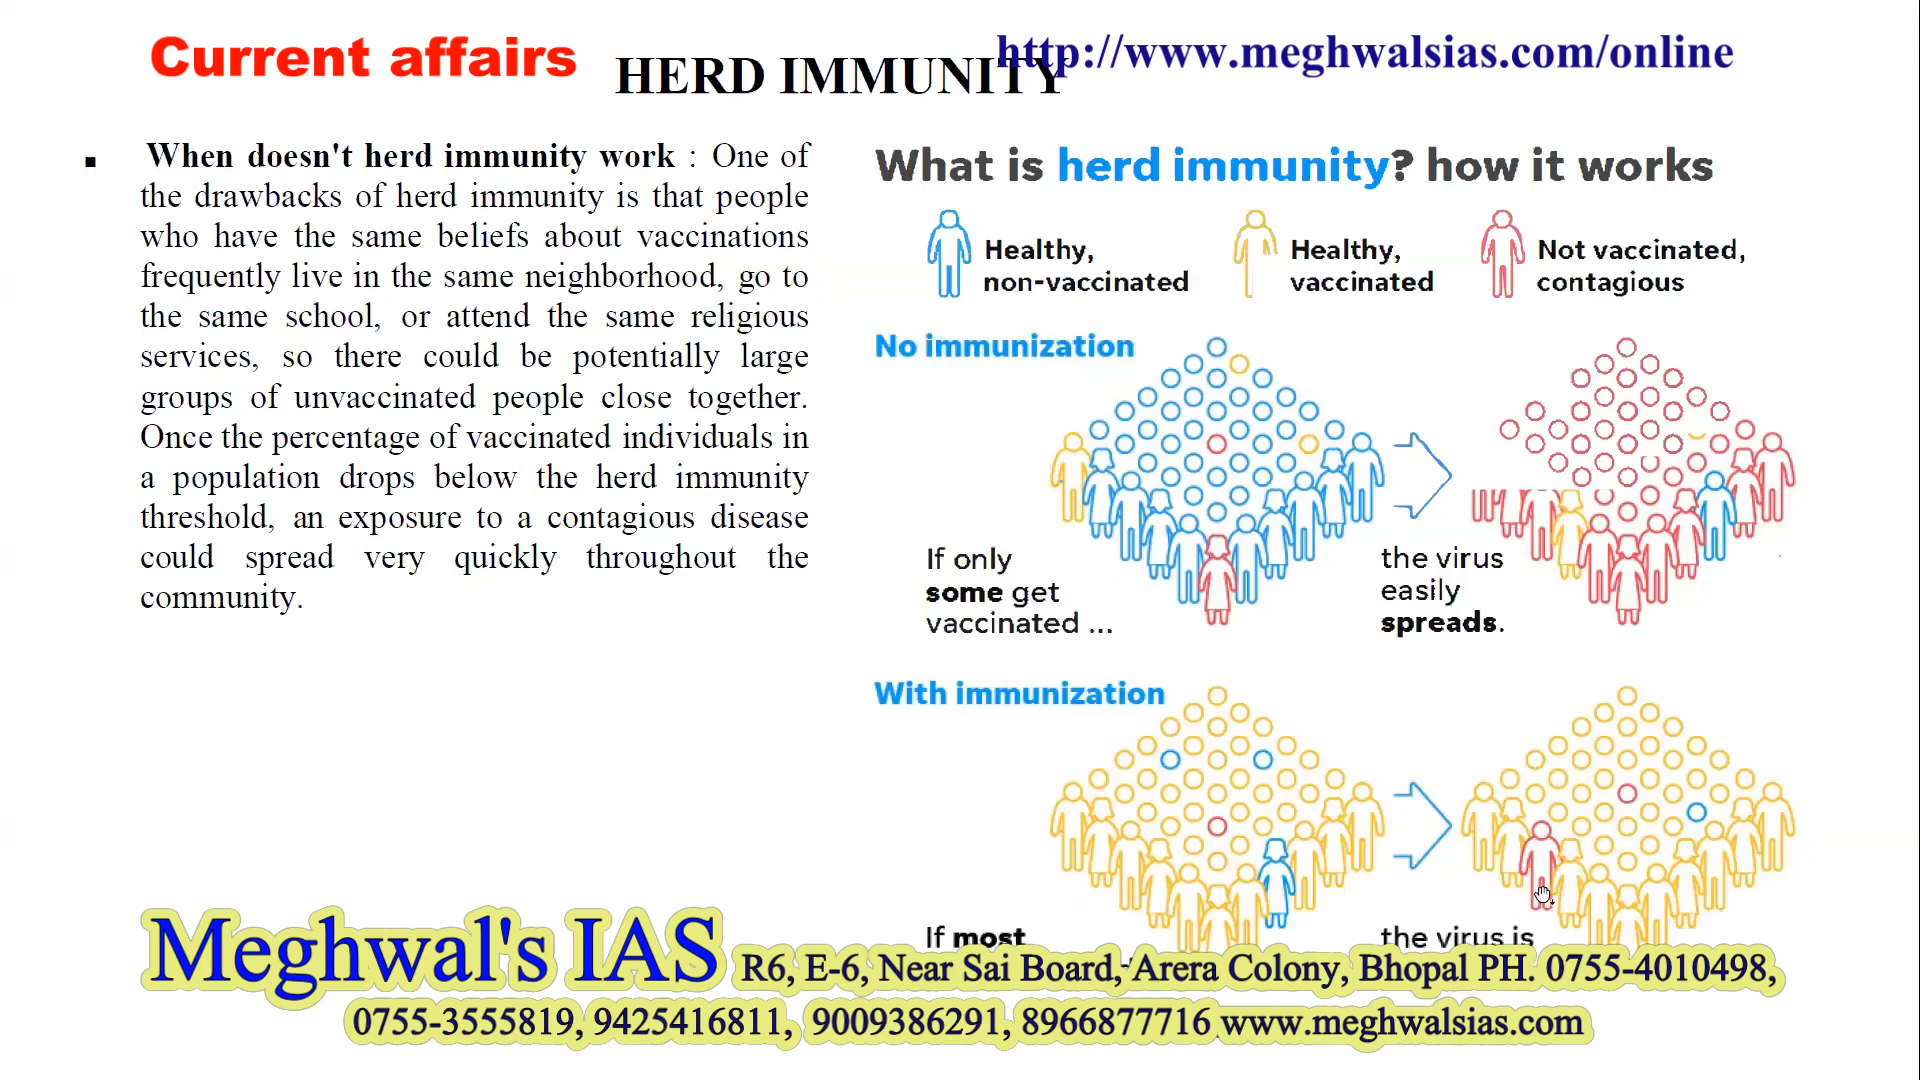 Current affairs
HERD IMMUNITY
http://www.meghwalsias.com/online
▪ When doesn't herd immunity work : One of
the drawbacks of herd immunity is that people
who have the same beliefs about vaccinations
frequently live in the same neighborhood, go to
the same school, or attend the same religious
services, so there could be potentially large
groups of unvaccinated people close together.
Once the percentage of vaccinated individuals in
a population drops below the herd immunity
threshold, an exposure to a contagious disease
could spread very quickly throughout the
community.
What is herd immunity? how it works
Healthy,
non-vaccinated
Healthy,
vaccinated
Not vaccinated,
contagious
No immunization
If only
some get
vaccinated ...
the virus
easily
spreads.
With immunization
If most
the virus is
Meghwal's IAS R6, E-6, Near Sai Board, Arera Colony, Bhopal PH. 0755-4010498,
0755-3555819, 9425416811, 9009386291, 8966877716 www.meghwalsias.com